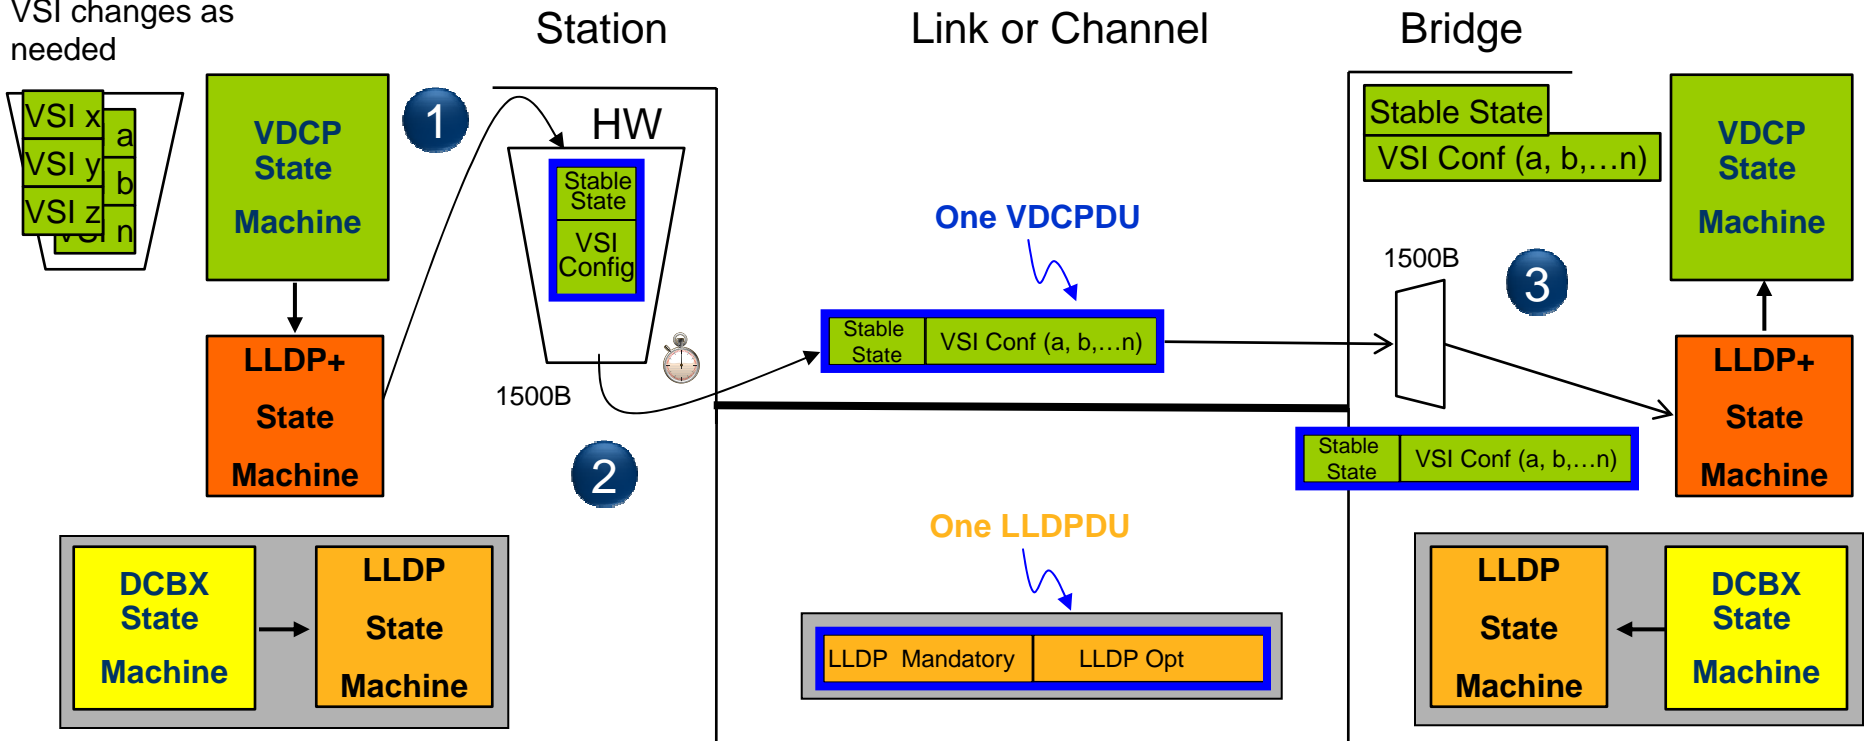 VSI changes as
needed
Station
Link or Channel
Bridge
VSI x
VSI y
VSI z
a
b
VSI n
VDCP
State
Machine
1
HW
Stable
State
VSI
Config
1500B
2
LLDP+
State
Machine
One VDCPDU
Stable
State
VSI Conf (a, b,…n)
Stable State
VSI Conf (a, b,…n)
1500B
3
VDCP
State
Machine
LLDP+
State
Machine
Stable
State
VSI Conf (a, b,…n)
DCBX
State
Machine
LLDP
State
Machine
One LLDPDU
LLDP Mandatory
LLDP Opt
LLDP
State
Machine
DCBX
State
Machine